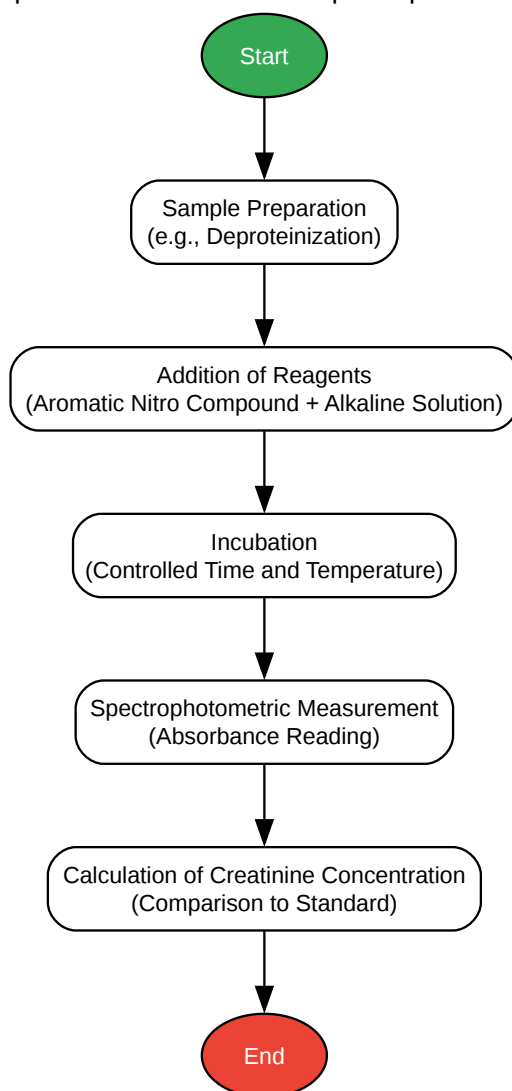 Start
Sample Preparation
(e.g., Deproteinization)
Addition of Reagents
(Aromatic Nitro Compound + Alkaline Solution)
Incubation
(Controlled Time and Temperature)
Spectrophotometric Measurement
(Absorbance Reading)
Calculation of Creatinine Concentration
(Comparison to Standard)
End